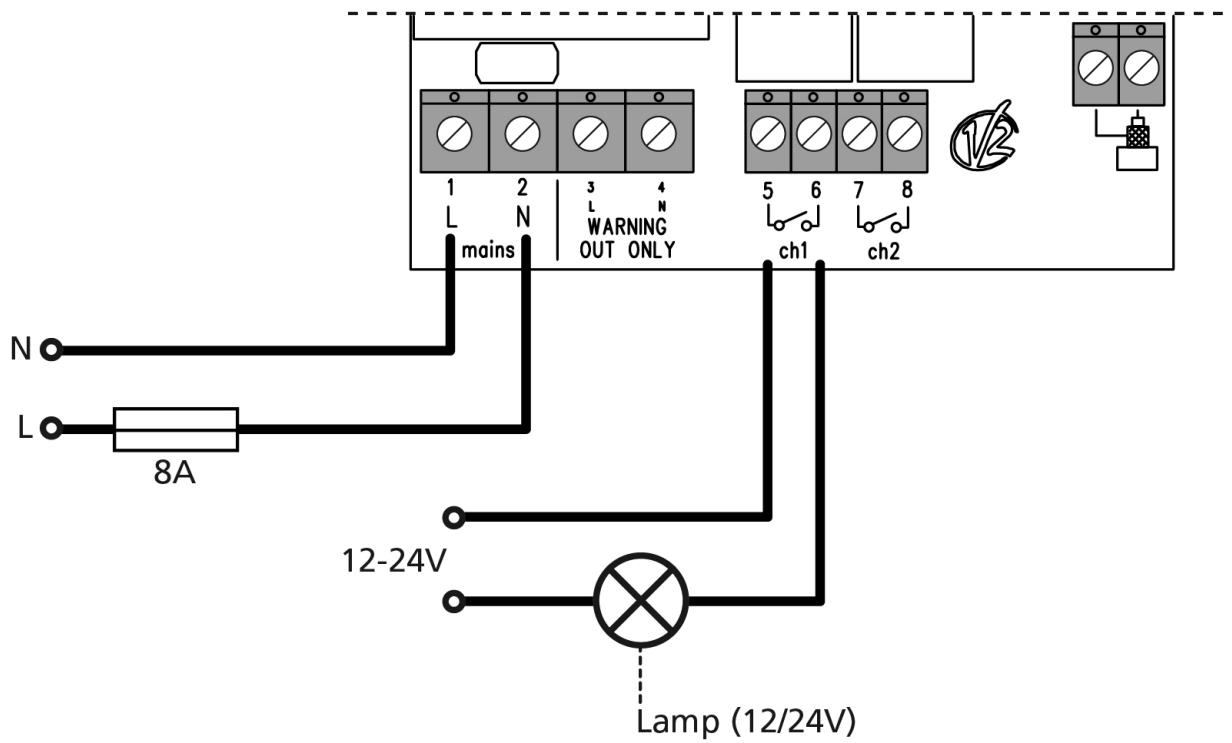 1 2 3 4 5 6 7 8
L N L N
WARNING
mains OUT ONLY ch1 ch2
V2
N
L
8A
12-24V
Lamp (12/24V)